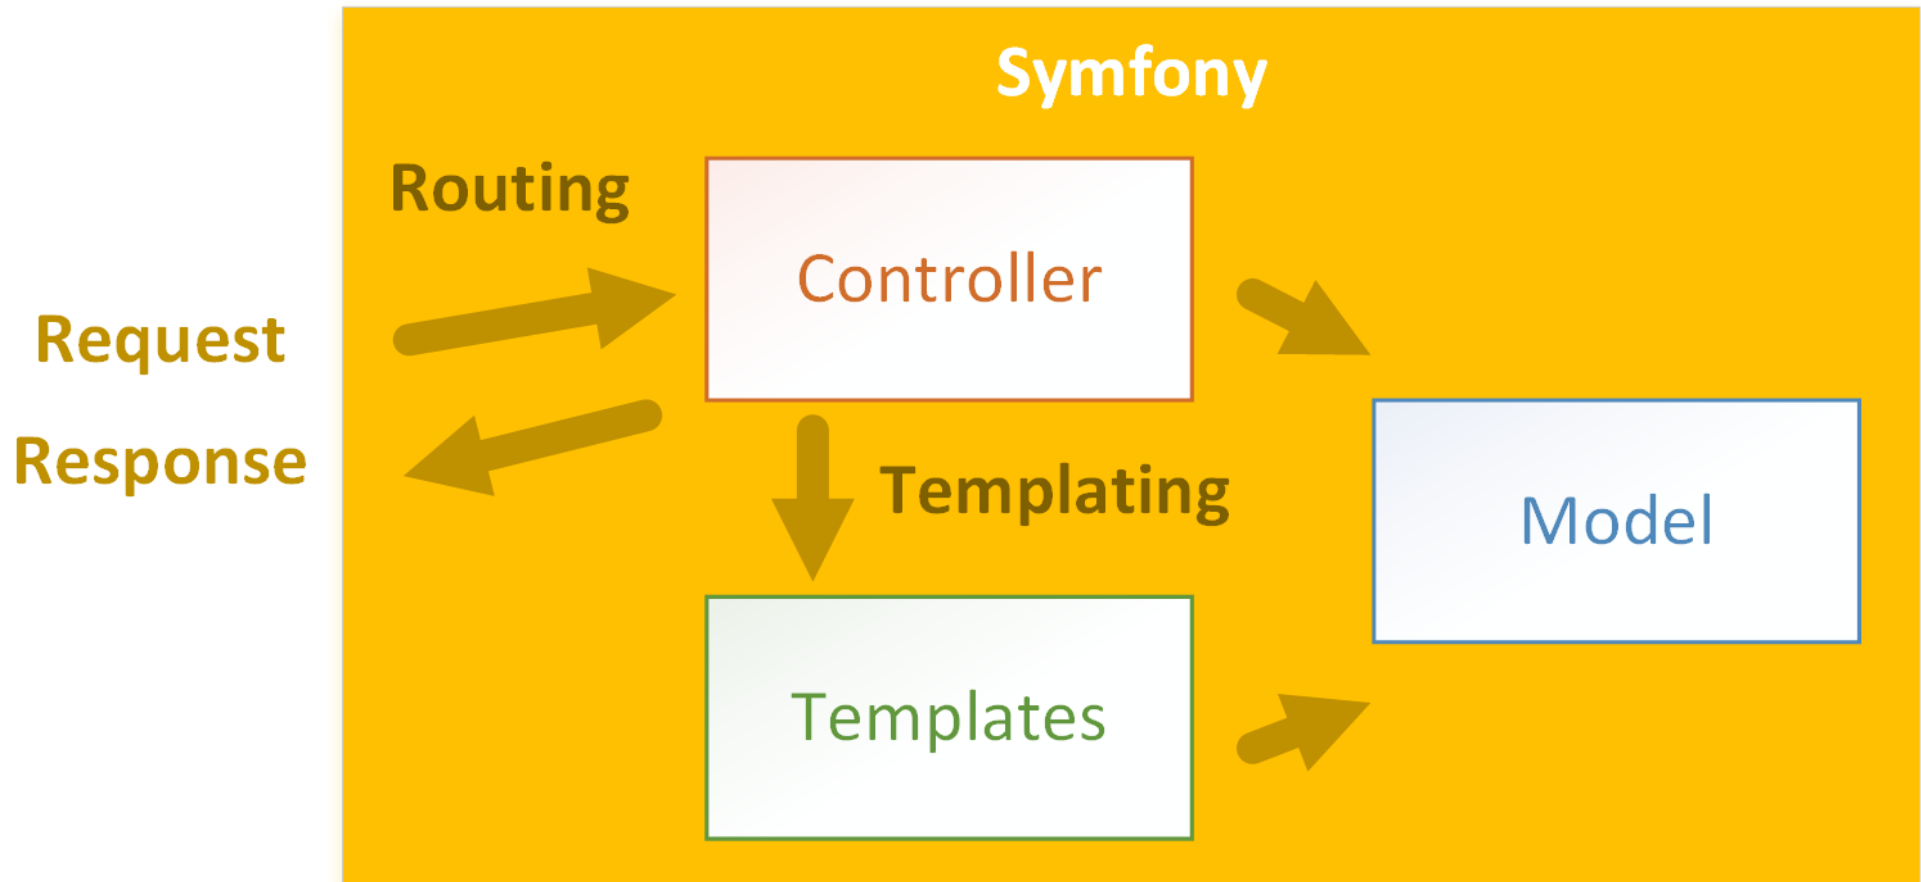 Symfony
Routing
Controller
Request
Response
Templating
Model
Templates